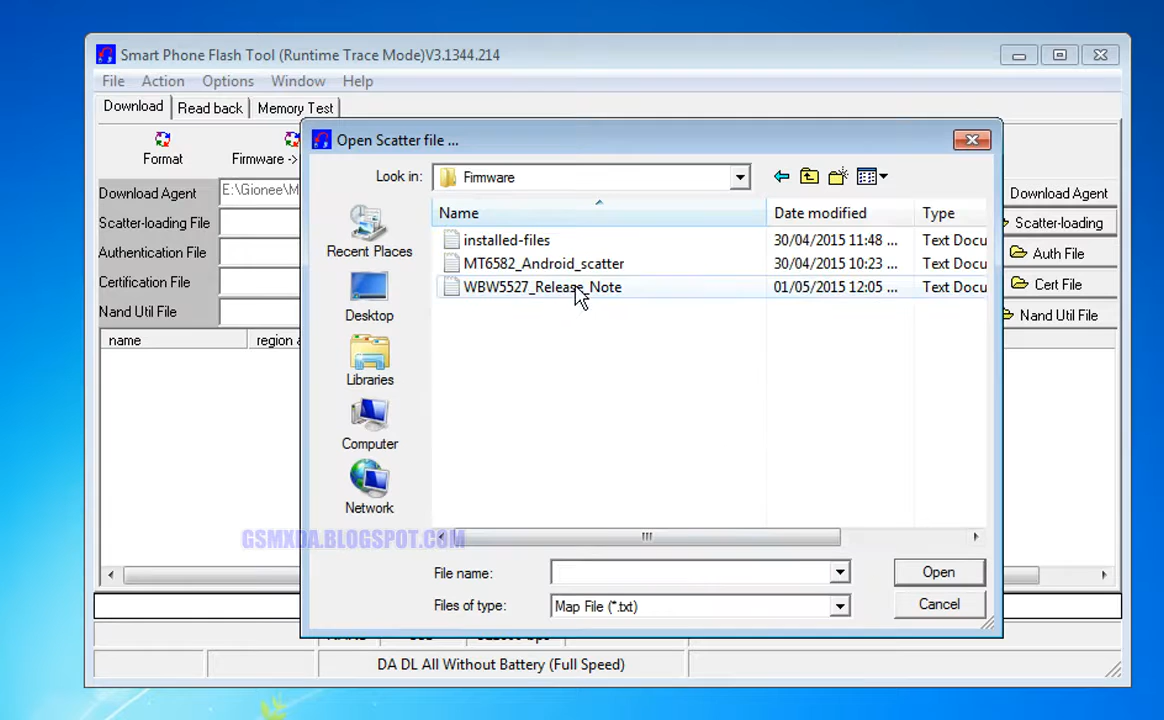 Smart Phone Flash Tool (Runtime Trace Mode)V3.1344.214
File Action Options Window Help
Download Read back Memory Test
Format Firmware ->
Download Agent E:\Gionee\M Download Agent
Scatter-loading File Scatter-loading
Authentication File Auth File
Certification File Cert File
Nand Util File Nand Util File
name region
Open Scatter file ...
Look in: Firmware
Recent Places
Desktop
Libraries
Computer
Network
Name Date modified Type
installed-files 30/04/2015 11:48 ... Text Docu
MT6582_Android_scatter 30/04/2015 10:23 ... Text Docu
WBW5527_Release_Note 01/05/2015 12:05 ... Text Docu
GSMXDA.BLOGSPOT.COM
File name: Open
Files of type: Map File (*.txt) Cancel
DA DL All Without Battery (Full Speed)